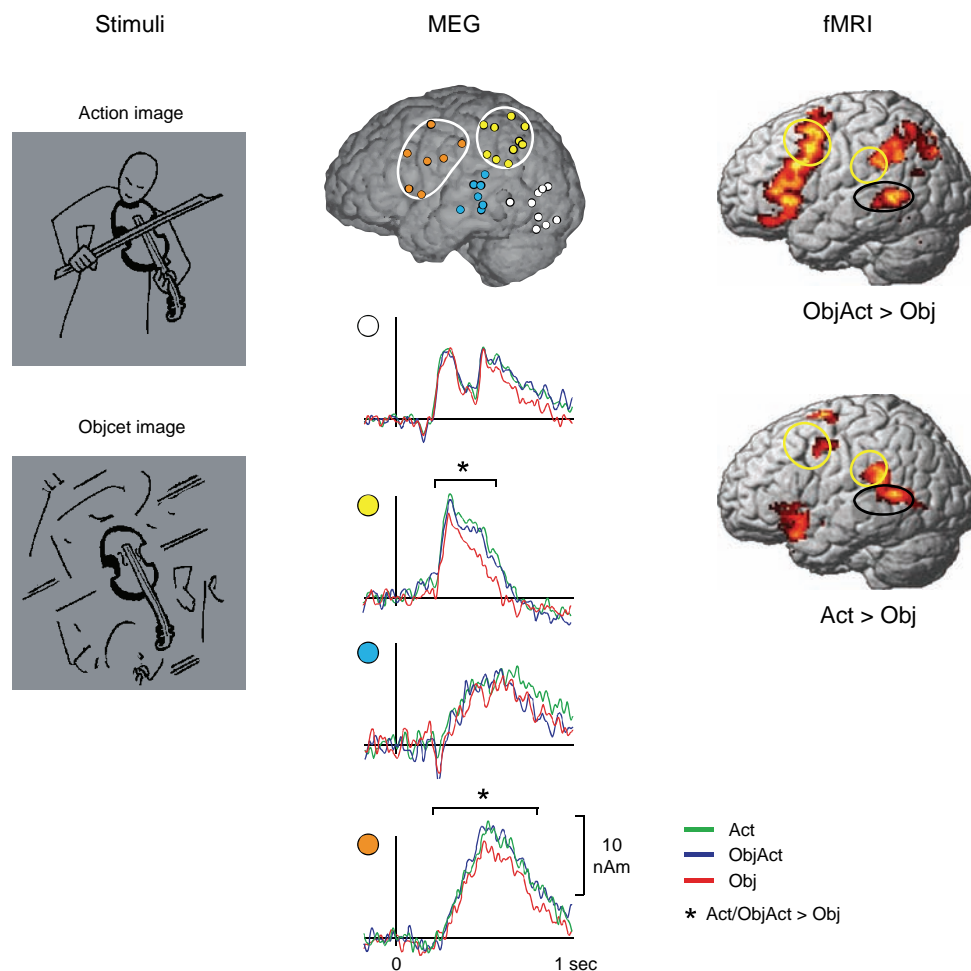 Stimuli
MEG
fMRI
Action image
Objcet image
ObjAct > Obj
Act > Obj
*
*
10
nAm
0
1 sec
Act
ObjAct
Obj
* Act/ObjAct > Obj